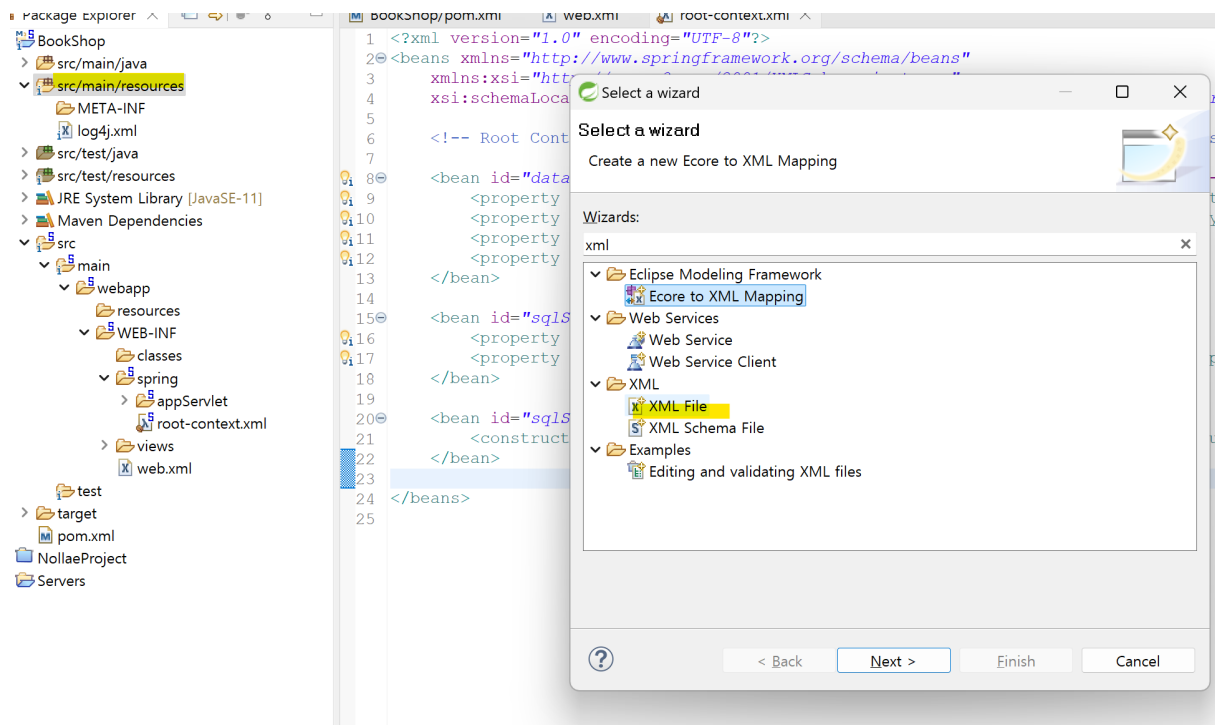 Package Explorer
BookShop
src/main/java
src/main/resources
META-INF
log4j.xml
src/test/java
src/test/resources
JRE System Library [JavaSE-11]
Maven Dependencies
src
main
webapp
resources
WEB-INF
classes
spring
appServlet
root-context.xml
views
web.xml
test
target
pom.xml
NollaeProject
Servers
BookShop/pom.xml
web.xml
root-context.xml
1 <?xml version="1.0" encoding="UTF-8"?>
2 <beans xmlns="http://www.springframework.org/schema/beans"
3 xmlns:xsi="htt
4 xsi:schemaLoca
5
6 <!-- Root Cont
7
8 <bean id="data
9 <property
10 <property
11 <property
12 <property
13 </bean>
14
15 <bean id="sqlS
16 <property
17 <property
18 </bean>
19
20 <bean id="sqlS
21 <construct
22 </bean>
23
24 </beans>
25
Select a wizard
Select a wizard
Create a new Ecore to XML Mapping
Wizards:
xml
Eclipse Modeling Framework
Ecore to XML Mapping
Web Services
Web Service
Web Service Client
XML
XML File
XML Schema File
Examples
Editing and validating XML files
?
< Back
Next >
Finish
Cancel